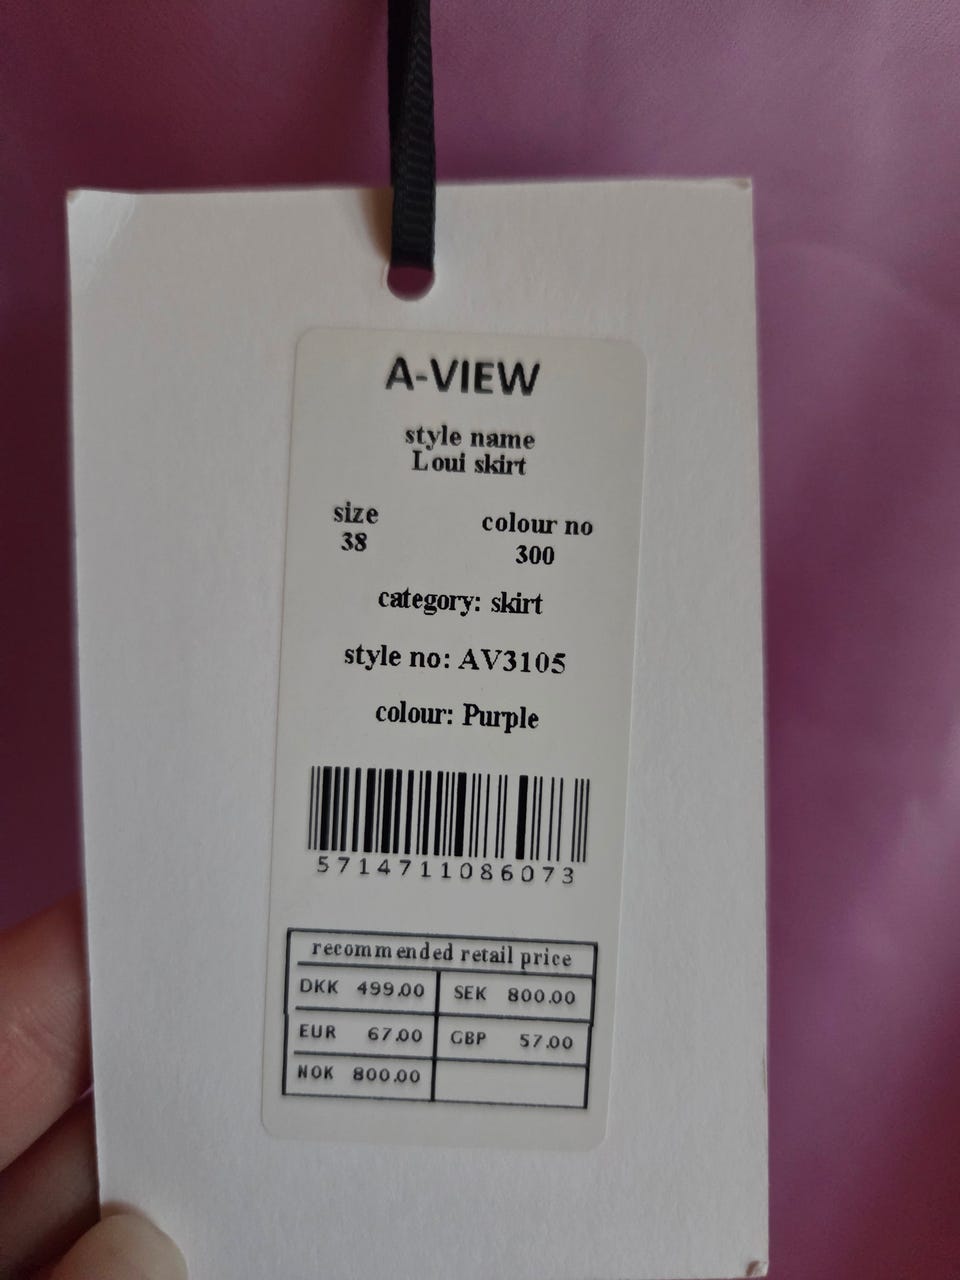 A-VIEW
style name
Loui skirt
size colour no
38 300
category: skirt
style no: AV3105
colour: Purple
5714711086073
recommended retail price
DKK 499.00 SEK 800.00
EUR 67.00 GBP 57.00
NOK 800.00